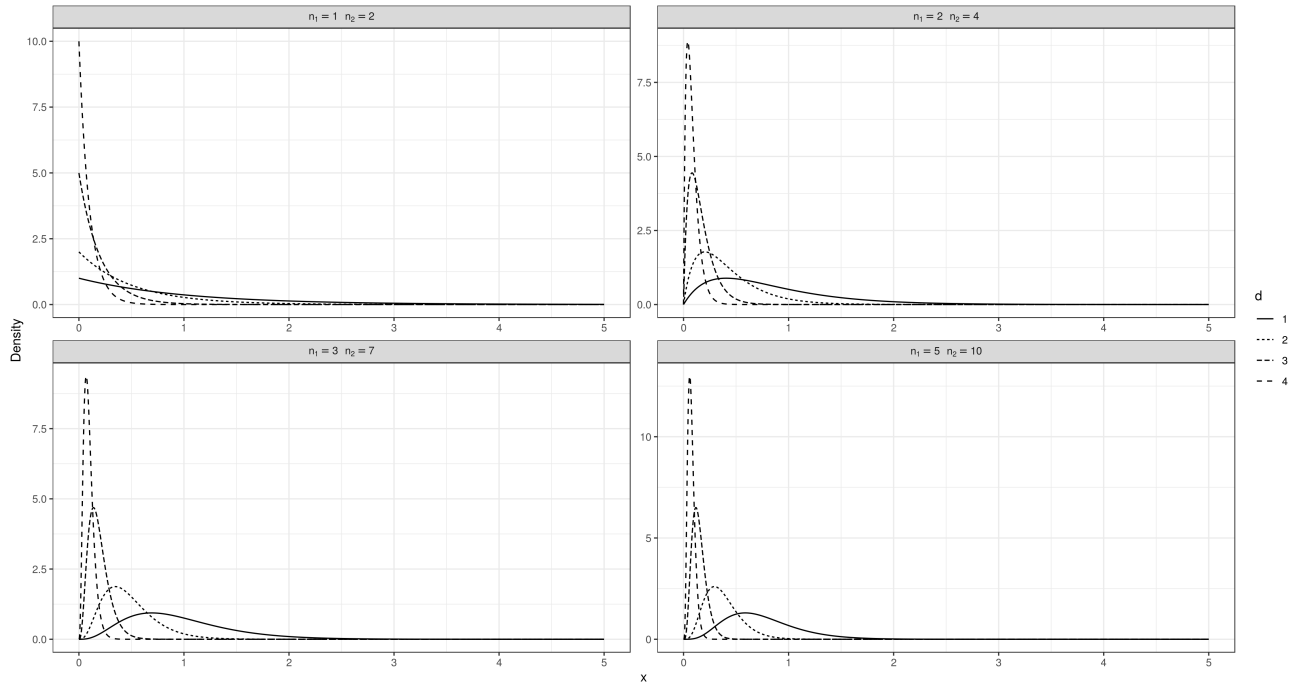 n₁ = 1 n₂ = 2
n₁ = 2 n₂ = 4
10.0
7.5
5.0
2.5
0.0
0 1 2 3 4 5
7.5
5.0
2.5
0.0
0 1 2 3 4 5
Density
n₁ = 3 n₂ = 7
n₁ = 5 n₂ = 10
7.5
5.0
2.5
0.0
0 1 2 3 4 5
10
5
0
0 1 2 3 4 5
x
d
1
2
3
4